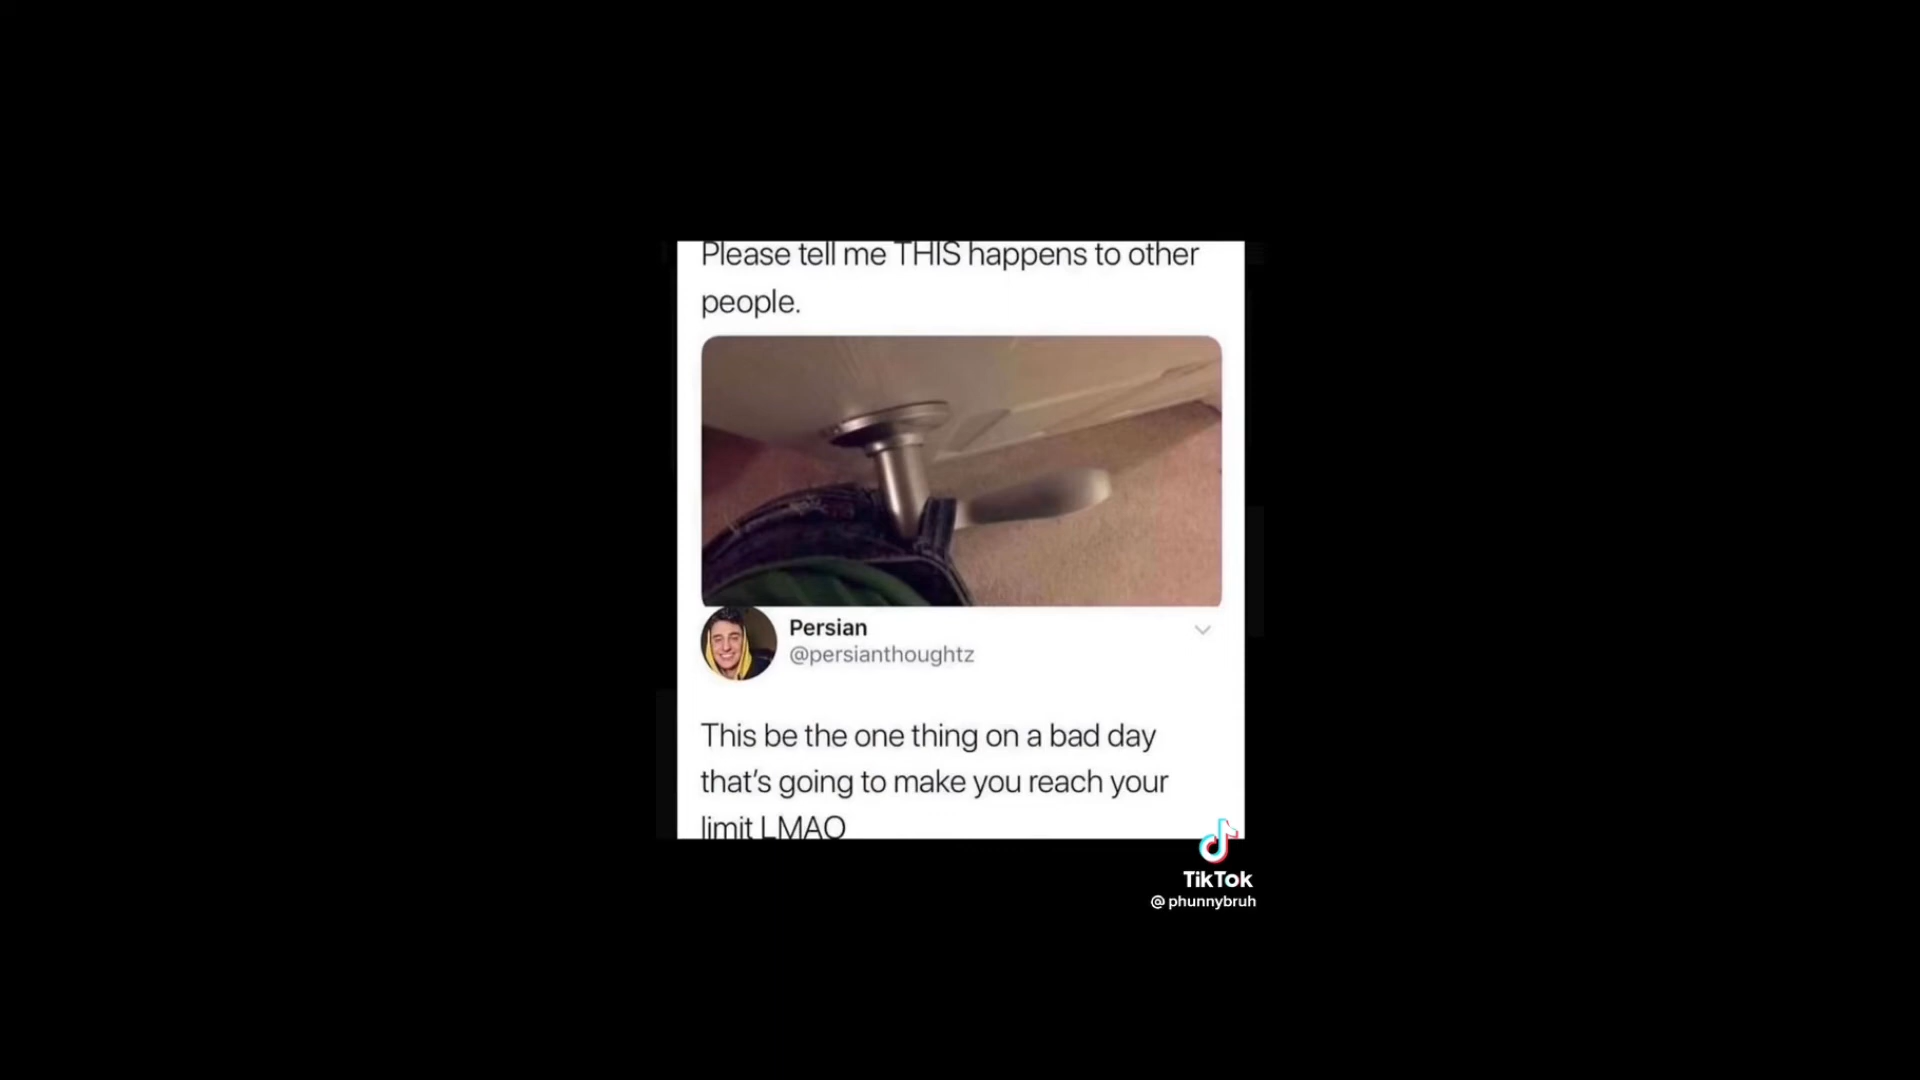 Please tell me THIS happens to other
people.
Persian
@persianthoughtz
This be the one thing on a bad day
that's going to make you reach your
limit LMAO
TikTok
@phunnybruh